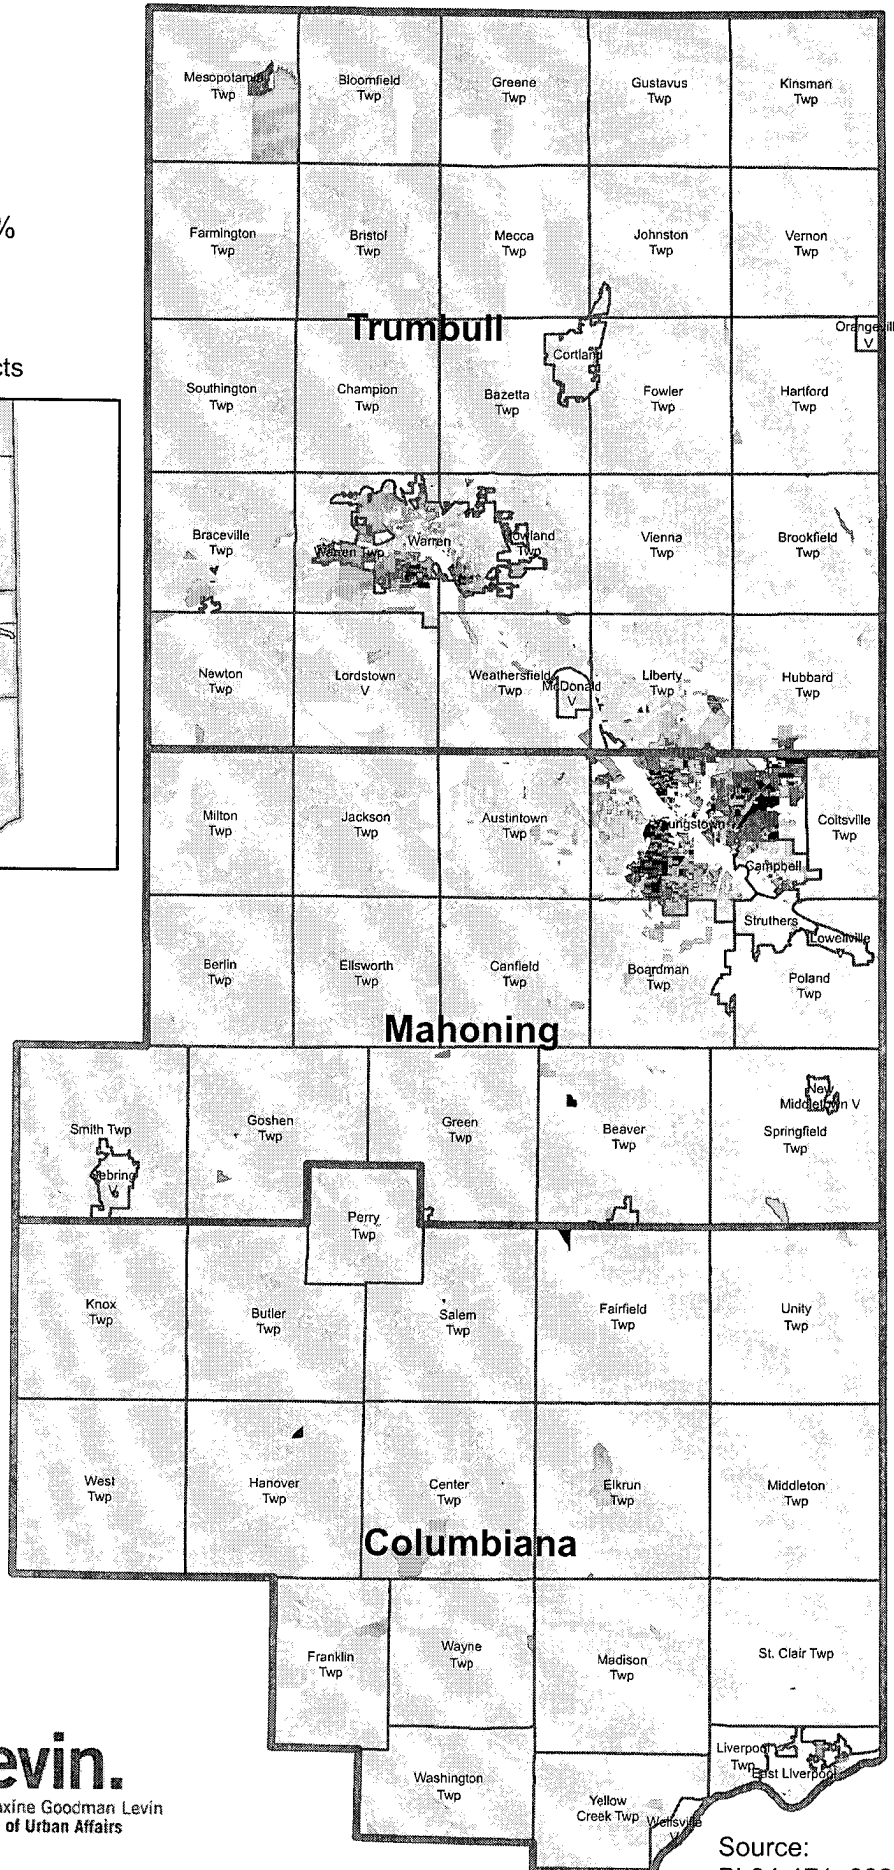 Mesopotamia
Twp
Bloomfield
Twp
Greene
Twp
Gustavus
Twp
Kinsman
Twp
%
Farmington
Twp
Bristol
Twp
Mecca
Twp
Johnston
Twp
Vernon
Twp
Trumbull
Orangeville
V
Cortland
cts
Southington
Twp
Champion
Twp
Bazetta
Twp
Fowler
Twp
Hartford
Twp
Braceville
Twp
Warren Twp
Warren
Howland
Twp
Vienna
Twp
Brookfield
Twp
Newton
Twp
Lordstown
V
Weathersfield
Twp
McDonald
V
Liberty
Twp
Hubbard
Twp
Milton
Twp
Jackson
Twp
Austintown
Twp
Youngstown
Coitsville
Twp
Campbell
Struthers
Lowellville
V
Berlin
Twp
Ellsworth
Twp
Canfield
Twp
Boardman
Twp
Poland
Twp
Mahoning
Smith Twp
Sebring
V
Goshen
Twp
Green
Twp
Beaver
Twp
New
Middletown V
Springfield
Twp
Perry
Twp
Knox
Twp
Butler
Twp
Salem
Twp
Fairfield
Twp
Unity
Twp
West
Twp
Hanover
Twp
Center
Twp
Elkrun
Twp
Middleton
Twp
Columbiana
Franklin
Twp
Wayne
Twp
Madison
Twp
St. Clair Twp
Liverpool
Twp
East Liverpool
Washington
Twp
Yellow
Creek Twp
Wellsville
V
evin.
axine Goodman Levin
of Urban Affairs
Source: